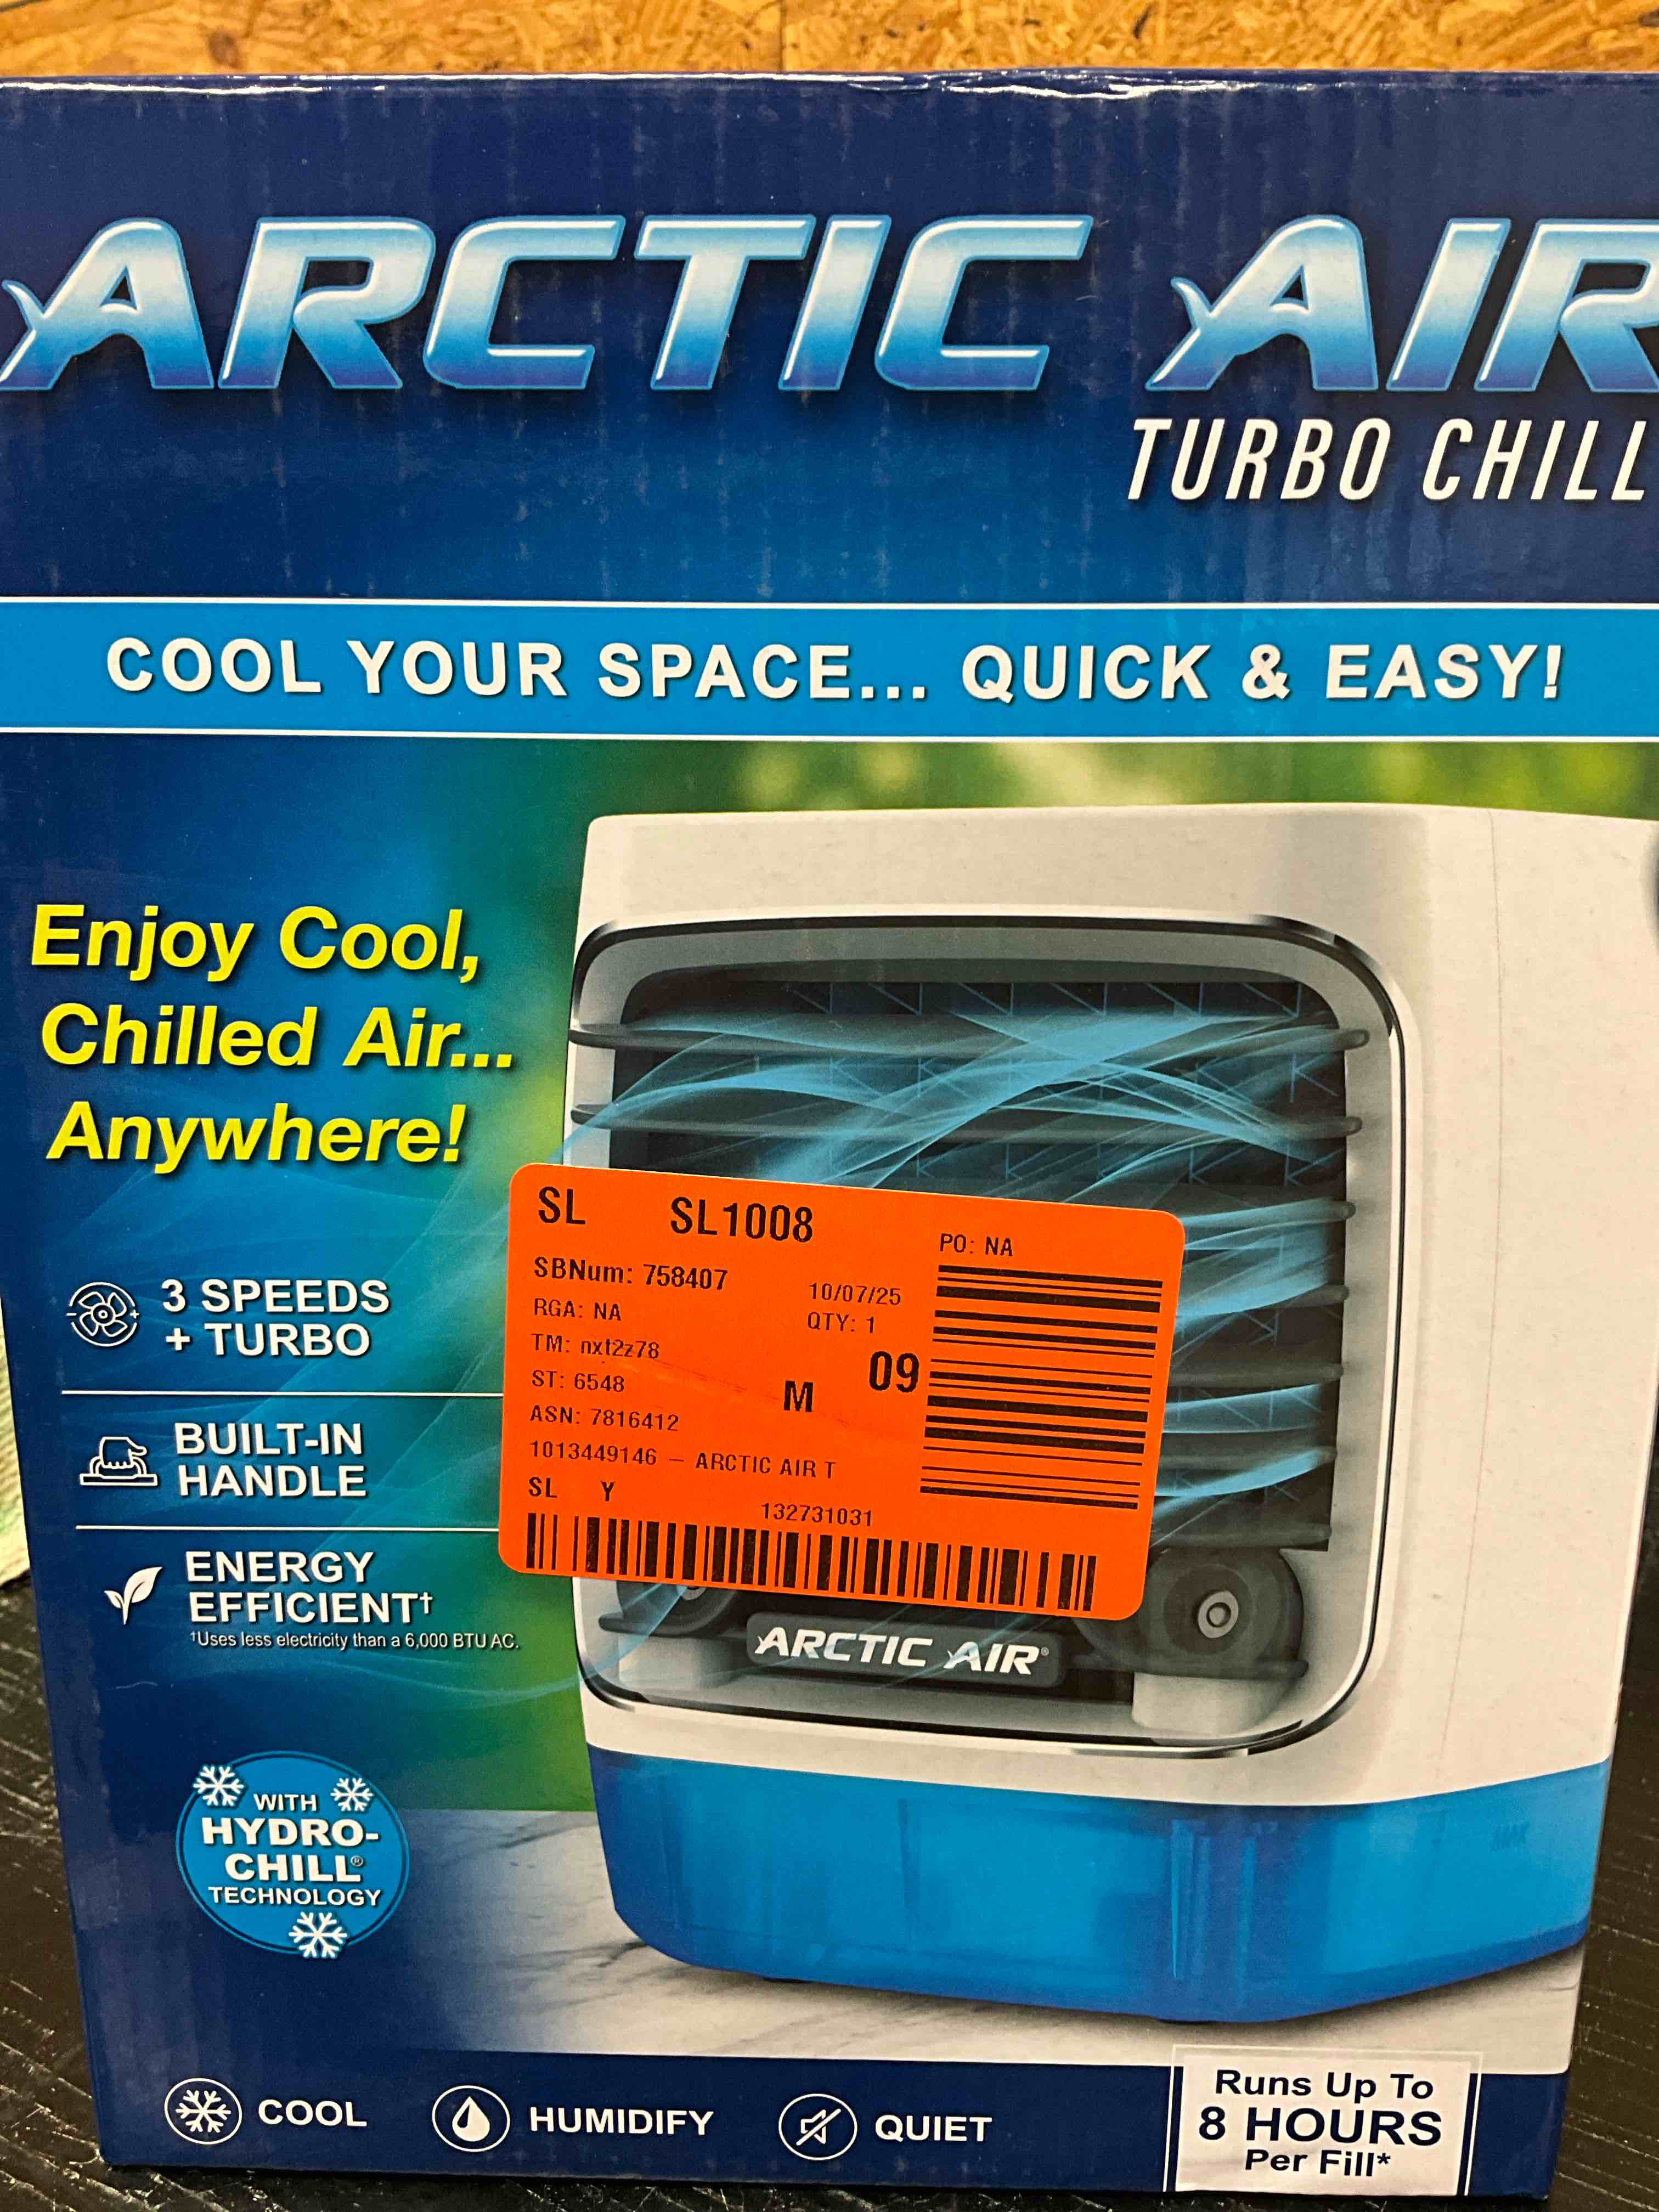 ARCTIC AIR
TURBO CHILL
COOL YOUR SPACE... QUICK & EASY!
Enjoy Cool,
Chilled Air...
Anywhere!
3 SPEEDS
+ TURBO
BUILT-IN
HANDLE
ENERGY
EFFICIENT†
†Uses less electricity than a 6,000 BTU AC.
SL SL1008
PO: NA
SBNum: 758407
10/07/25
RGA: NA
QTY: 1
TM: nxt2z78
09
ST: 6548
M
ASN: 7816412
1013449146 – ARCTIC AIR T
SL Y
132731031
ARCTIC AIR®
MAX
WITH
HYDRO-
CHILL®
TECHNOLOGY
COOL
HUMIDIFY
QUIET
Runs Up To
8 HOURS
Per Fill*